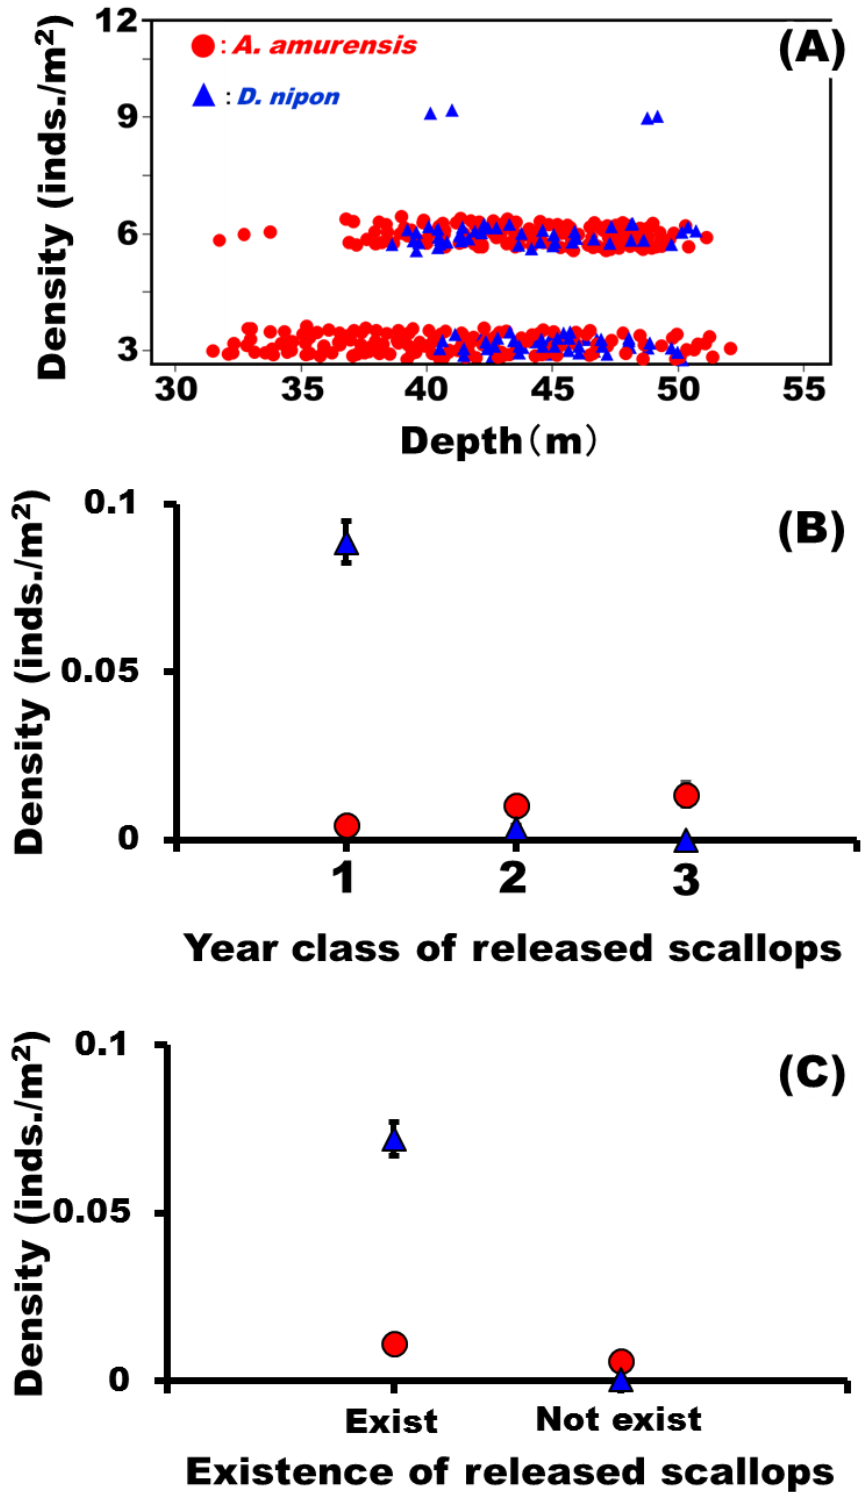 12
(A)
: A. amurensis
: D. nipon
9
6
3
Density (inds./m²)
30 35 40 45 50 55
Depth（m）
0.1
(B)
0.05
0
Density (inds./m²)
1 2 3
Year class of released scallops
0.1
(C)
0.05
0
Density (inds./m²)
Exist Not exist
Existence of released scallops